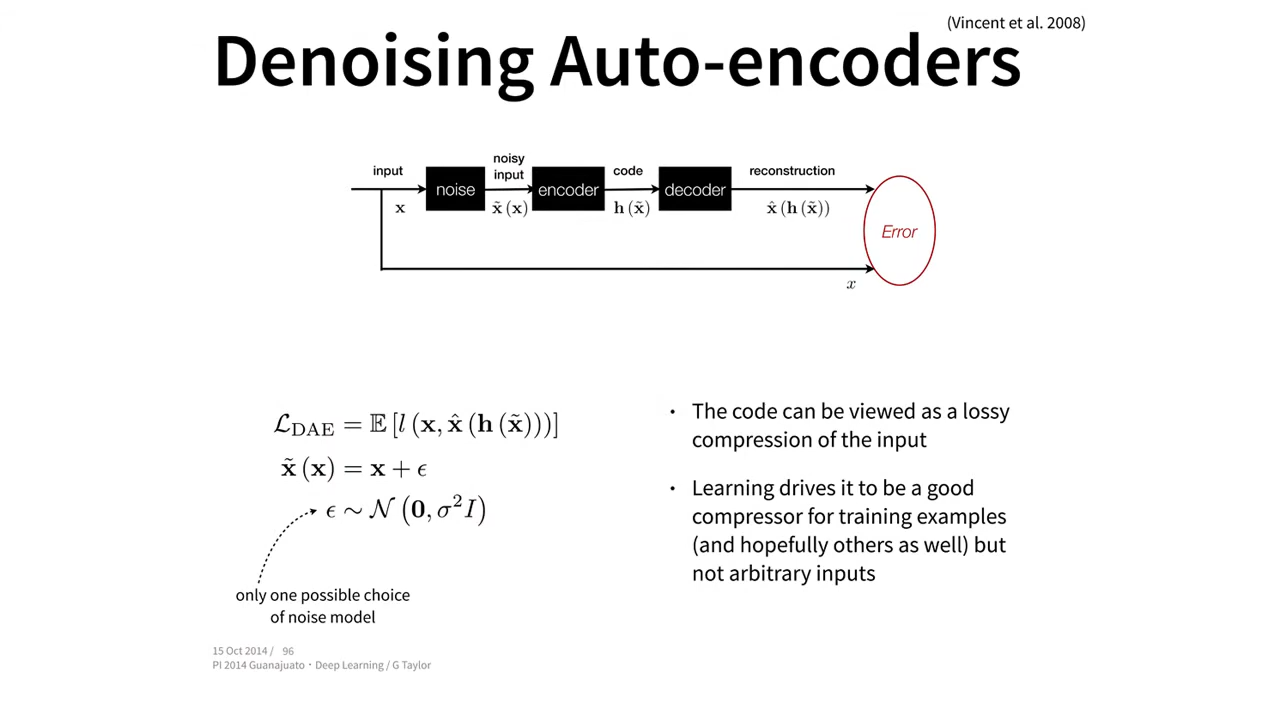 (Vincent et al. 2008)
Denoising Auto-encoders
input
noise
noisy
input
encoder
code
decoder
reconstruction
Error
x
x̃ (x)
h (x̃)
x̂ (h (x̃))
x
ℒ_DAE = 𝔼 [l (x, x̂ (h (x̃)))]
x̃ (x) = x + ϵ
ϵ ∼ 𝒩 (0, σ²I)
only one possible choice
of noise model
• The code can be viewed as a lossy
compression of the input
• Learning drives it to be a good
compressor for training examples
(and hopefully others as well) but
not arbitrary inputs
15 Oct 2014 / 96
PI 2014 Guanajuato · Deep Learning / G Taylor